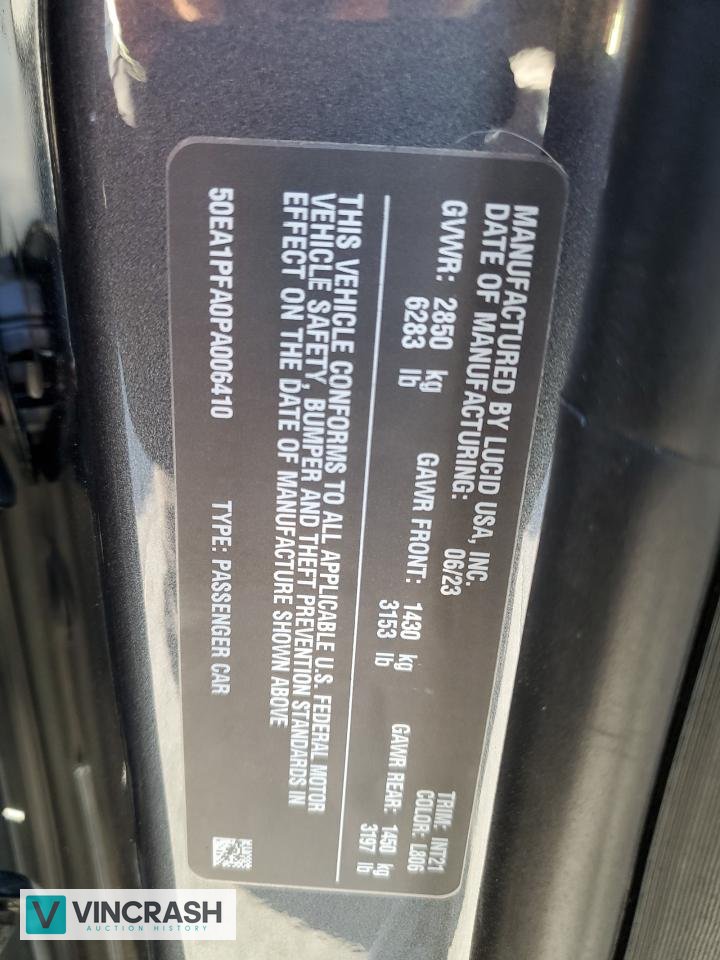 MANUFACTURED BY LUCID USA, INC.
DATE OF MANUFACTURING: 06/23
TRIM: INT21
COLOR: L806
GVWR: 2850 kg GAWR FRONT: 1430 kg GAWR REAR: 1450 kg
6283 lb 3153 lb 3197 lb
THIS VEHICLE CONFORMS TO ALL APPLICABLE U.S. FEDERAL MOTOR
VEHICLE SAFETY, BUMPER AND THEFT PREVENTION STANDARDS IN
EFFECT ON THE DATE OF MANUFACTURE SHOWN ABOVE
50EA1PFA0PA006410 TYPE: PASSENGER CAR
V VINCRASH
AUCTION HISTORY